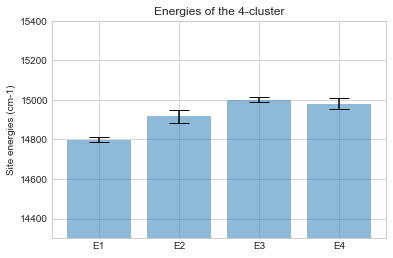 Energies of the 4-cluster
Site energies (cm-1)
15400
15200
15000
14800
14600
14400
E1 E2 E3 E4